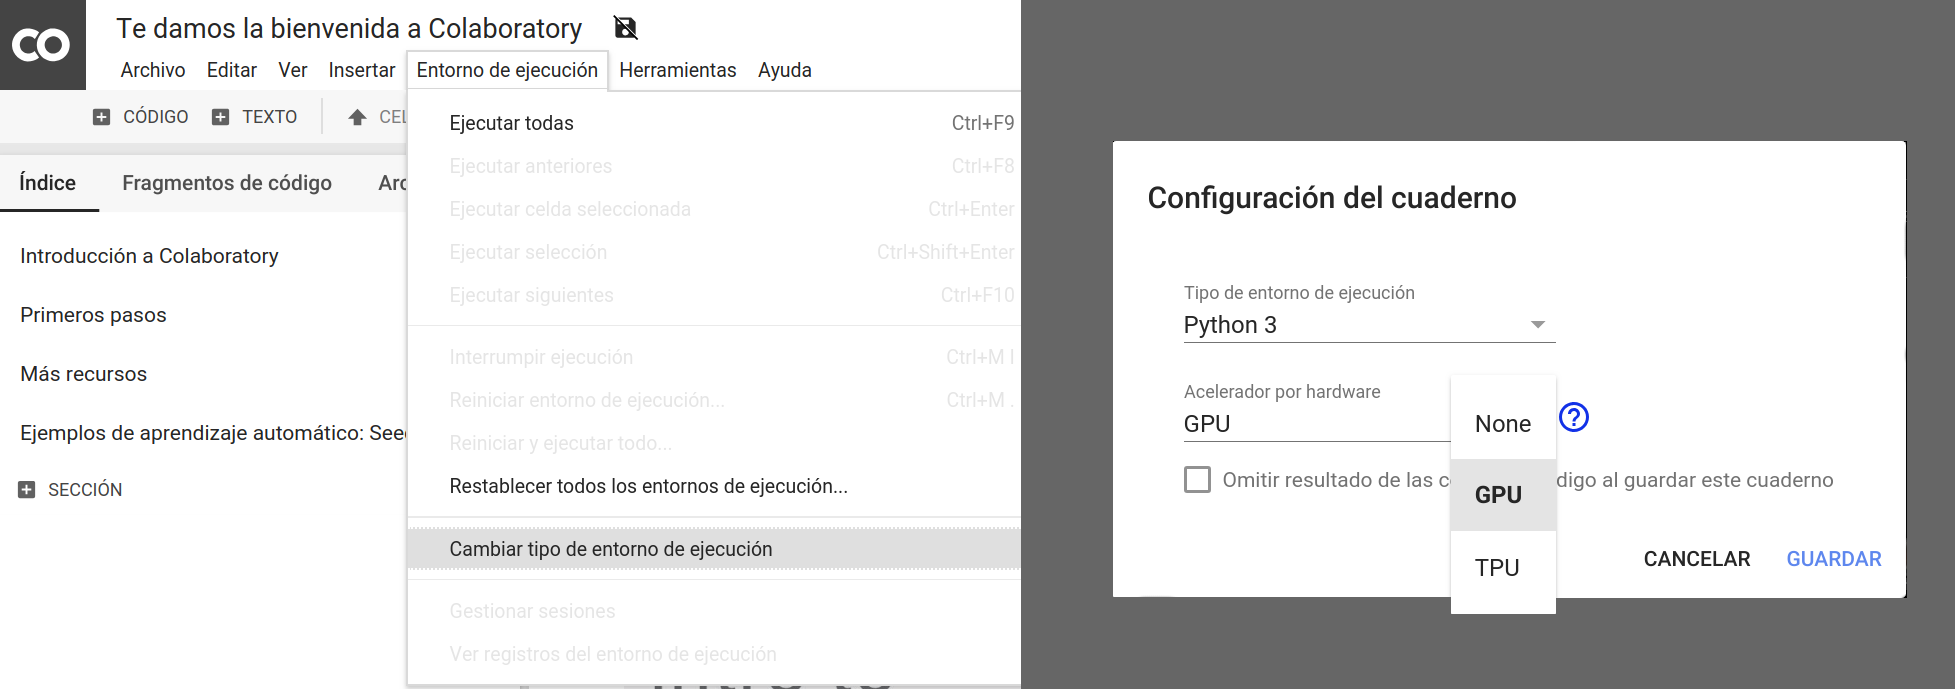 CO
Te damos la bienvenida a Colaboratory
Archivo Editar Ver Insertar Entorno de ejecución Herramientas Ayuda
CÓDIGO TEXTO CEL
Índice Fragmentos de código Arc
Introducción a Colaboratory
Primeros pasos
Más recursos
Ejemplos de aprendizaje automático: See
SECCIÓN
Ejecutar todas Ctrl+F9
Ejecutar anteriores Ctrl+F8
Ejecutar celda seleccionada Ctrl+Enter
Ejecutar selección Ctrl+Shift+Enter
Ejecutar siguientes Ctrl+F10
Interrumpir ejecución Ctrl+M I
Reiniciar entorno de ejecución... Ctrl+M .
Reiniciar y ejecutar todo...
Restablecer todos los entornos de ejecución...
Cambiar tipo de entorno de ejecución
Gestionar sesiones
Ver registros del entorno de ejecución
Configuración del cuaderno
Tipo de entorno de ejecución
Python 3
Acelerador por hardware
GPU
None
GPU
TPU
?
Omitir resultado de las c digo al guardar este cuaderno
CANCELAR GUARDAR